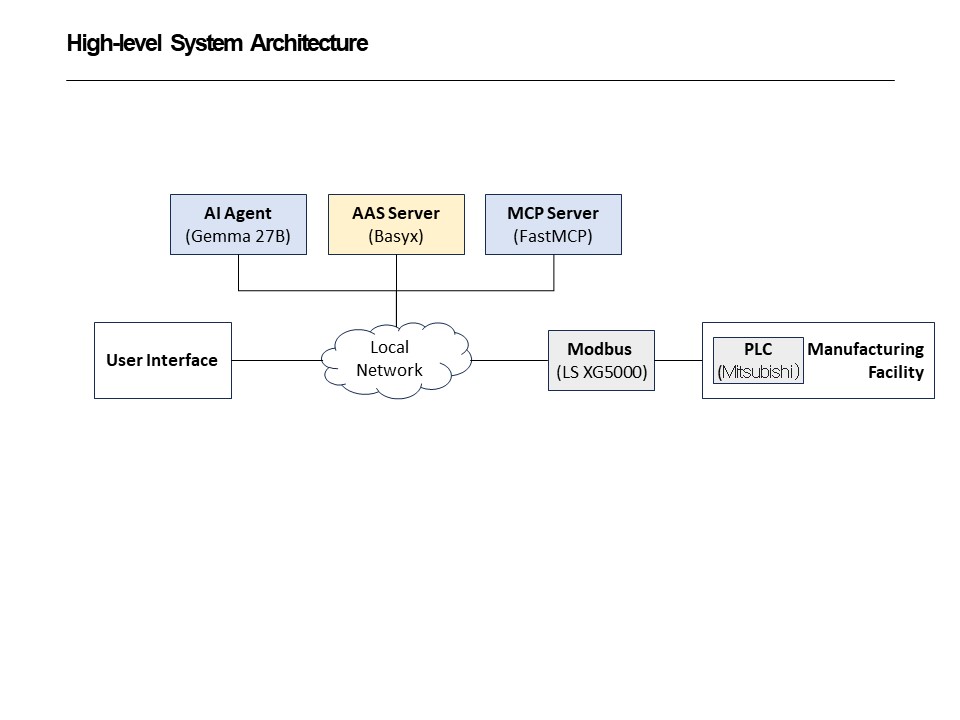 High-level System Architecture
AI Agent
(Gemma 27B)
AAS Server
(Basyx)
MCP Server
(FastMCP)
User Interface
Local
Network
Modbus
(LS XG5000)
PLC
(Mitsubishi)
Manufacturing
Facility